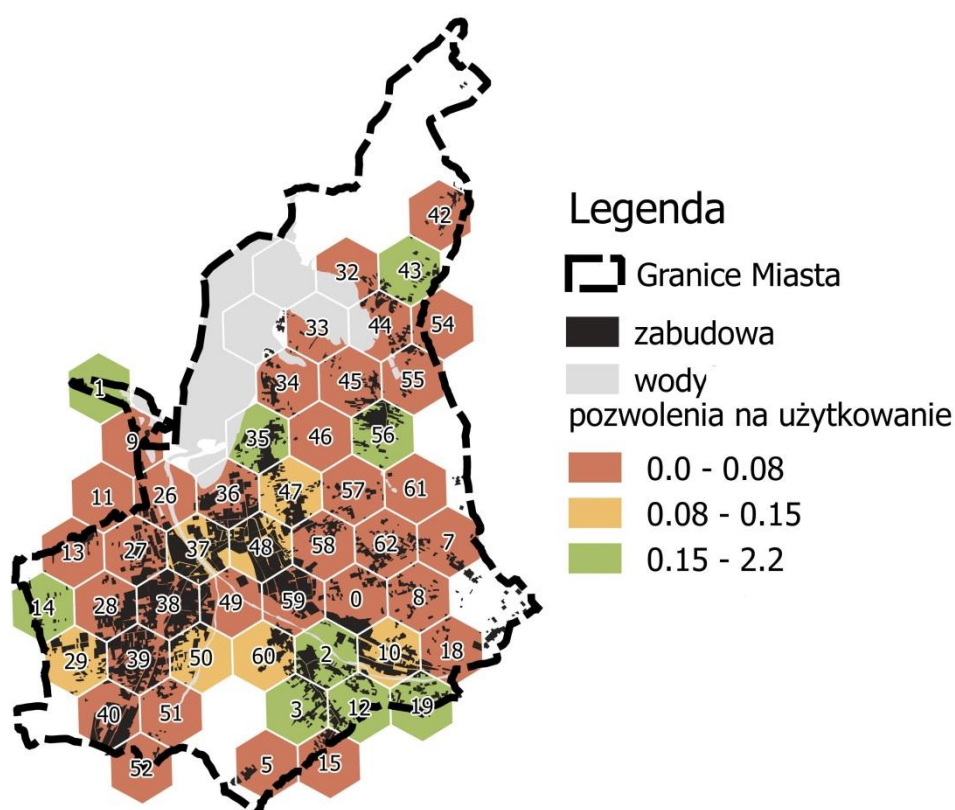 42
32 43
33 44 54
34 45 55
1
35 46 56
9
36 47 57 61
11 26
37 48 58 62 7
13 27
14 28 38 49 59 0 8
29 39 50 60 2 10 18
40 51 3 12 19
52 5 15
Legenda
Granice Miasta
zabudowa
wody
pozwolenia na użytkowanie
0.0 - 0.08
0.08 - 0.15
0.15 - 2.2